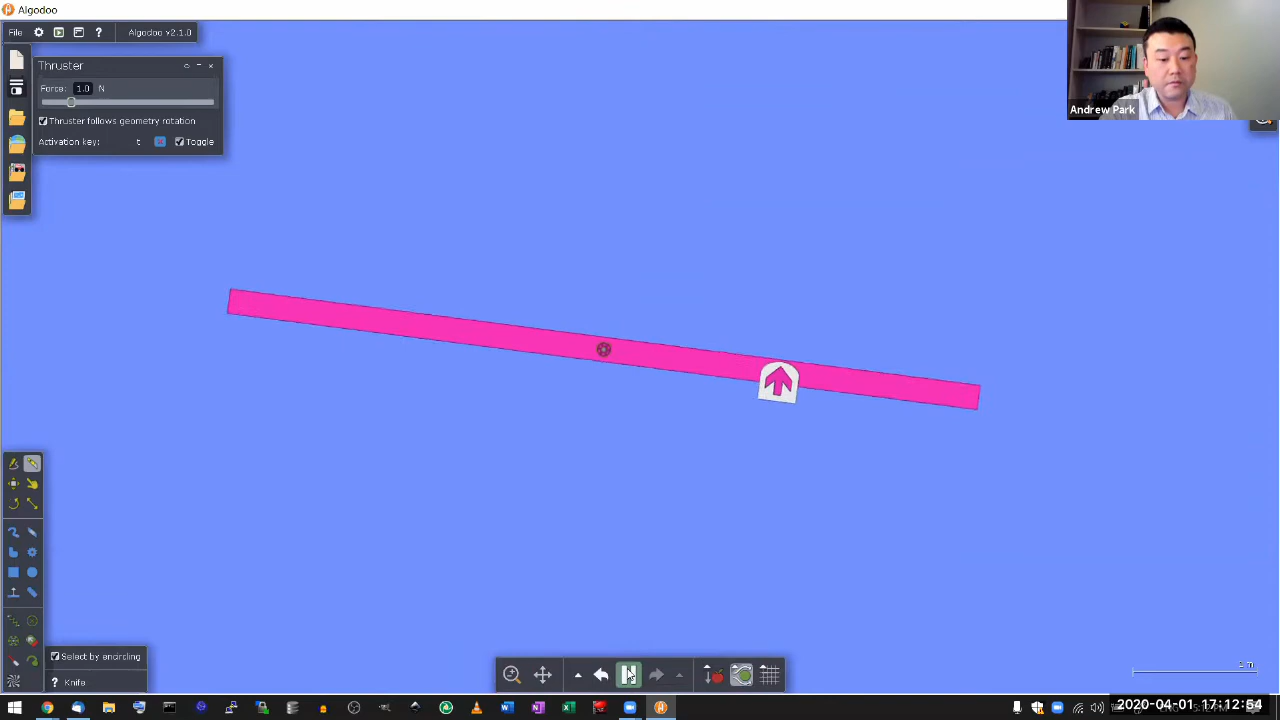 Algodoo
File ? Algodoo v2.1.0
Thruster
Force: 1.0 N
Thruster follows geometry rotation
Activation key: t Toggle
Andrew Park
Select by encircling
? Knife
1 m
2020-04-01 17:12:54